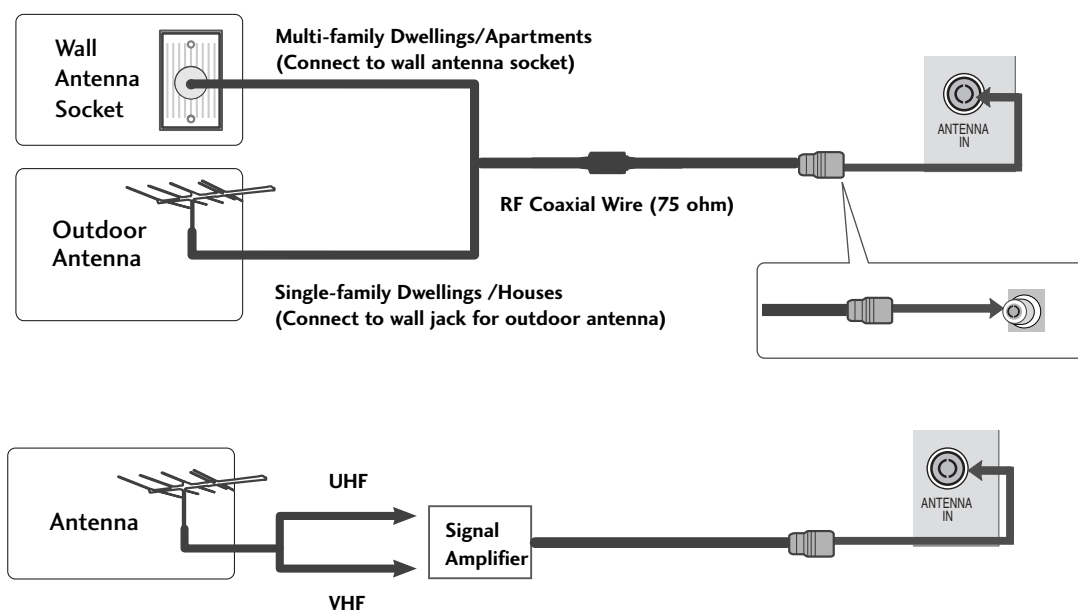 Wall
Antenna
Socket
Multi-family Dwellings/Apartments
(Connect to wall antenna socket)
ANTENNA
IN
RF Coaxial Wire (75 ohm)
Outdoor
Antenna
Single-family Dwellings /Houses
(Connect to wall jack for outdoor antenna)
Antenna
UHF
VHF
Signal
Amplifier
ANTENNA
IN